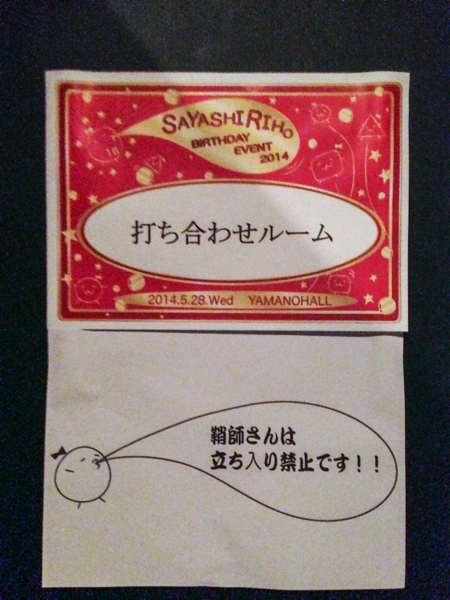 SAYASHI RIHO
BIRTHDAY
EVENT
2014
打ち合わせルーム
2014.5.28.Wed YAMANOHALL
鞘師さんは
立ち入り禁止です！！